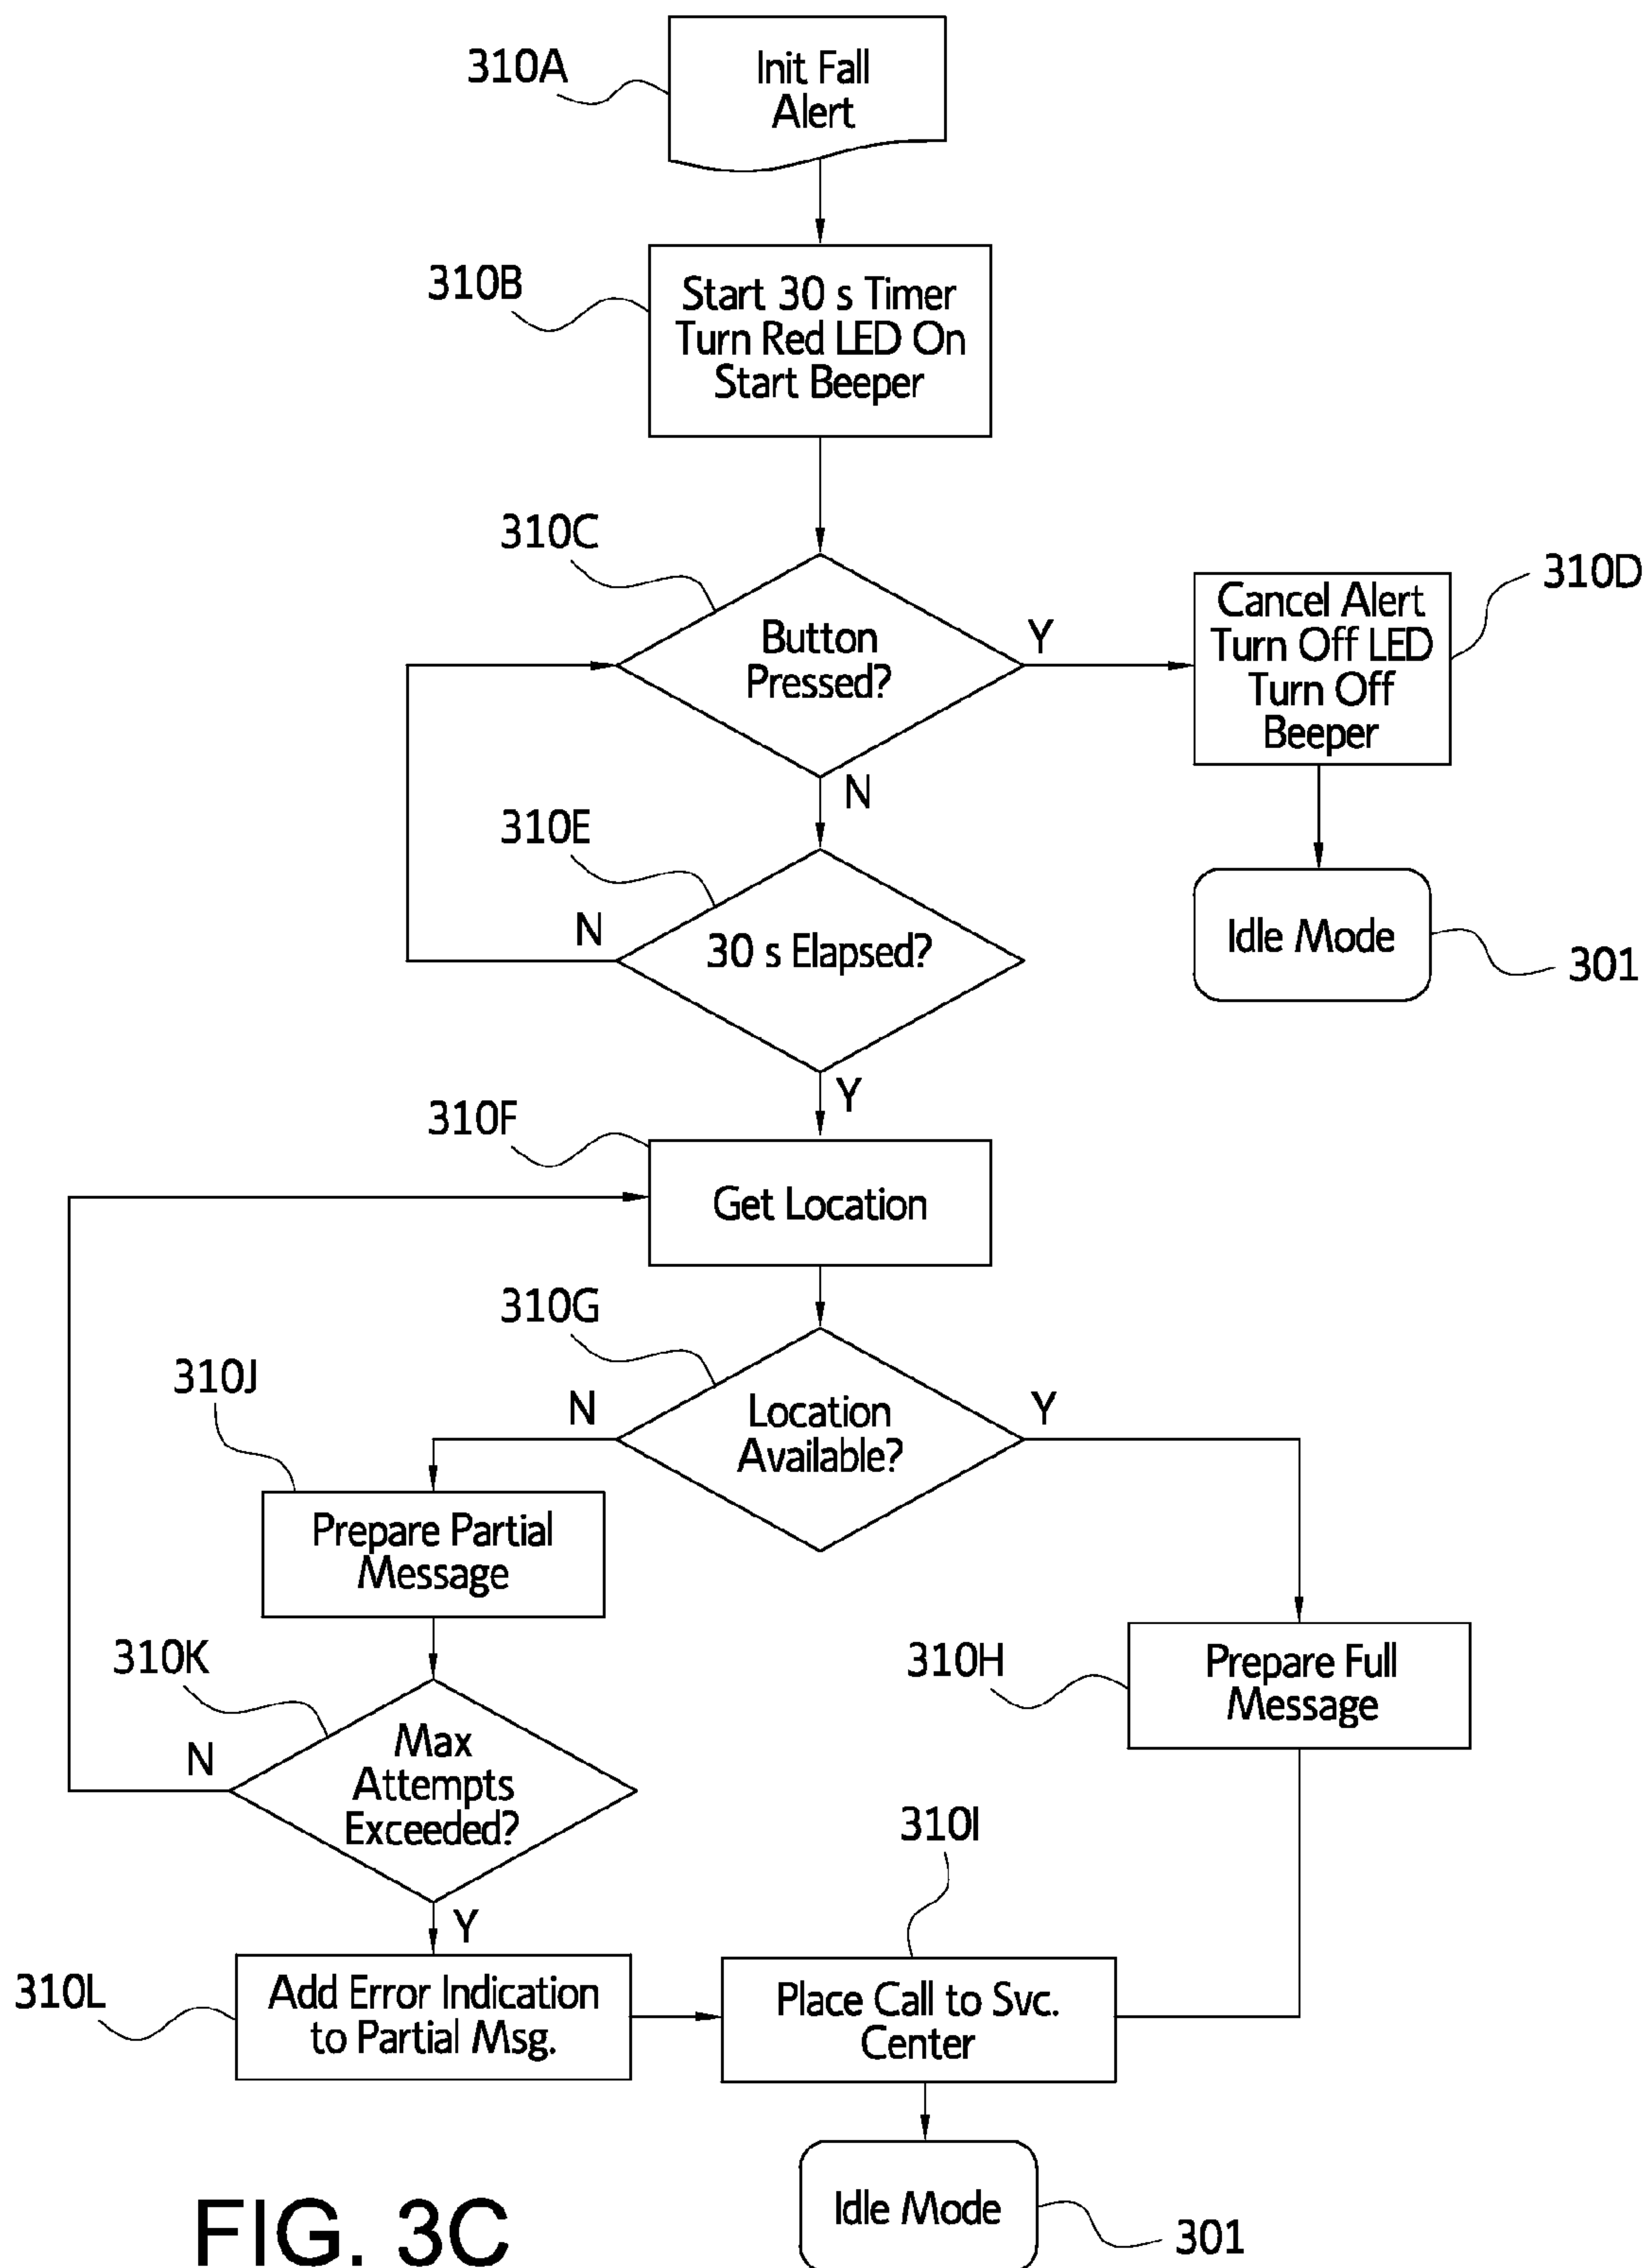 310A
Init Fall
Alert
310B
Start 30 s Timer
Turn Red LED On
Start Beeper
310C
Button
Pressed?
Y
N
310D
Cancel Alert
Turn Off LED
Turn Off
Beeper
Idle Mode
301
310E
30 s Elapsed?
N
Y
310F
Get Location
310G
Location
Available?
N
Y
310J
Prepare Partial
Message
310H
Prepare Full
Message
310K
Max
Attempts
Exceeded?
N
Y
310L
Add Error Indication
to Partial Msg.
310I
Place Call to Svc.
Center
Idle Mode
301
FIG. 3C